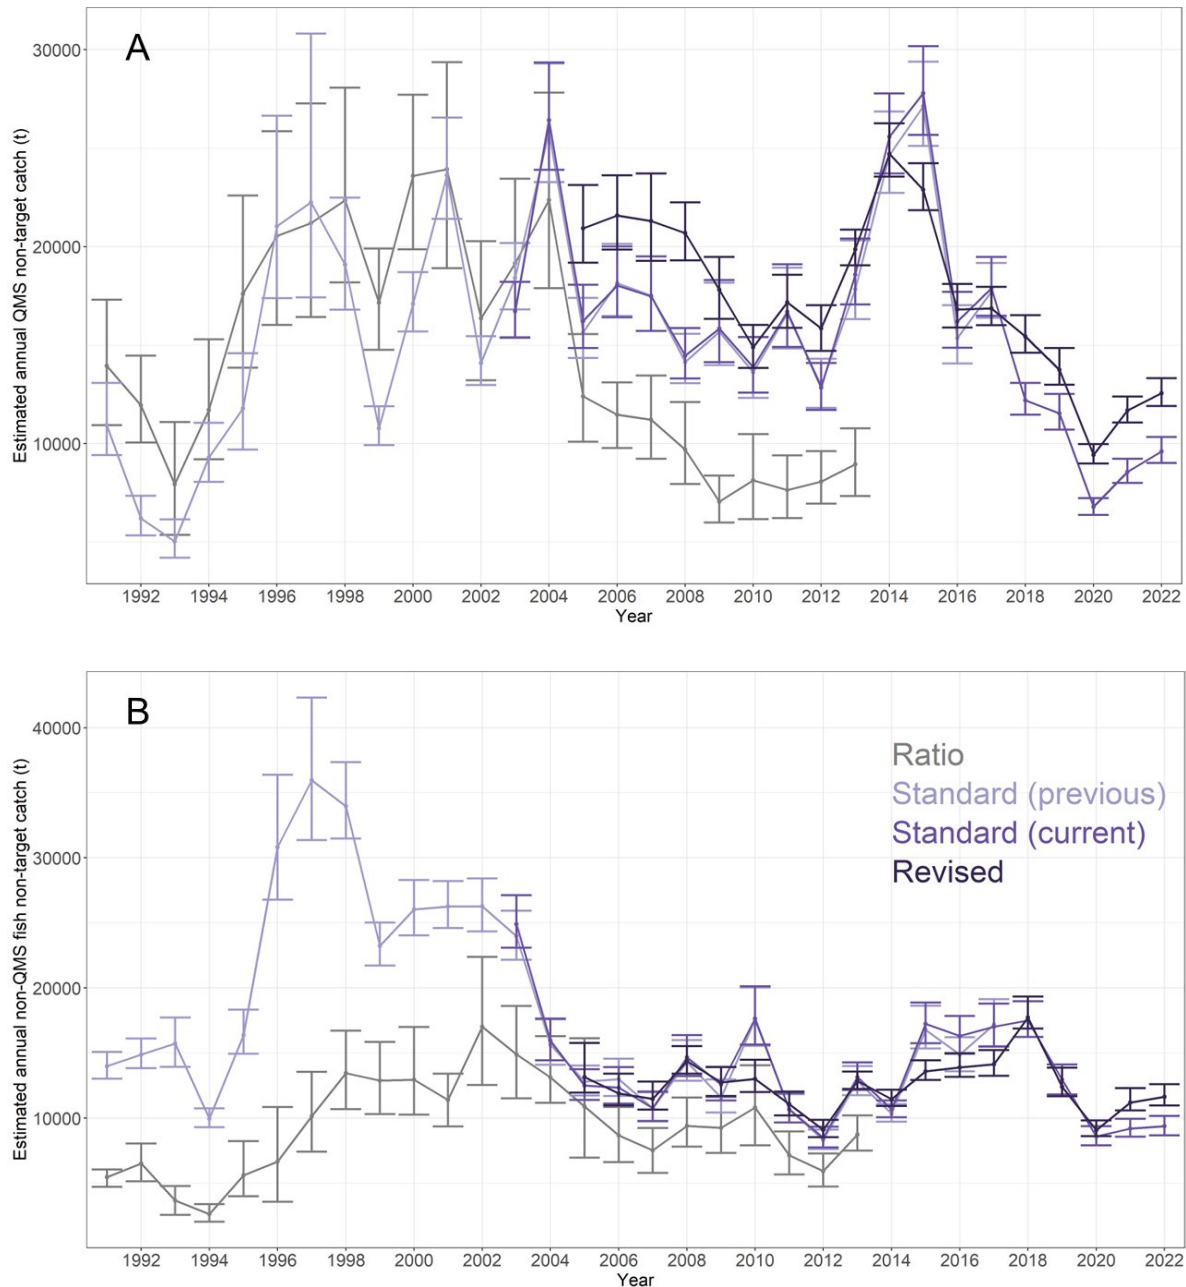 A
Estimated annual QMS non-target catch (t)
30000
20000
10000
1992 1994 1996 1998 2000 2002 2004 2006 2008 2010 2012 2014 2016 2018 2020 2022
Year
B
Estimated annual non-QMS fish non-target catch (t)
40000
30000
20000
10000
Ratio
Standard (previous)
Standard (current)
Revised
1992 1994 1996 1998 2000 2002 2004 2006 2008 2010 2012 2014 2016 2018 2020 2022
Year